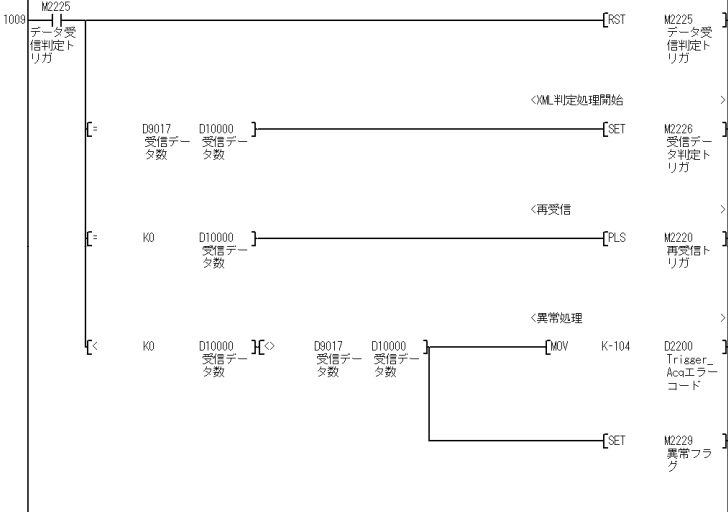 M2225
1009
データ受
信判定ト
リガ
[RST M2225 ]
データ受
信判定ト
リガ
<XML判定処理開始 >
[= D9017 D10000 ]
受信デー
タ数
受信デー
タ数
[SET M2226 ]
受信デー
タ判定ト
リガ
<再受信 >
[= K0 D10000 ]
受信デー
タ数
[PLS M2220 ]
再受信ト
リガ
<異常処理 >
[< K0 D10000 ]
受信デー
タ数
[<> D9017 D10000 ]
受信デー
タ数
受信デー
タ数
[MOV K-104 D2200 ]
Trigger_
Acqエラー
コード
[SET M2229 ]
異常フラ
グ